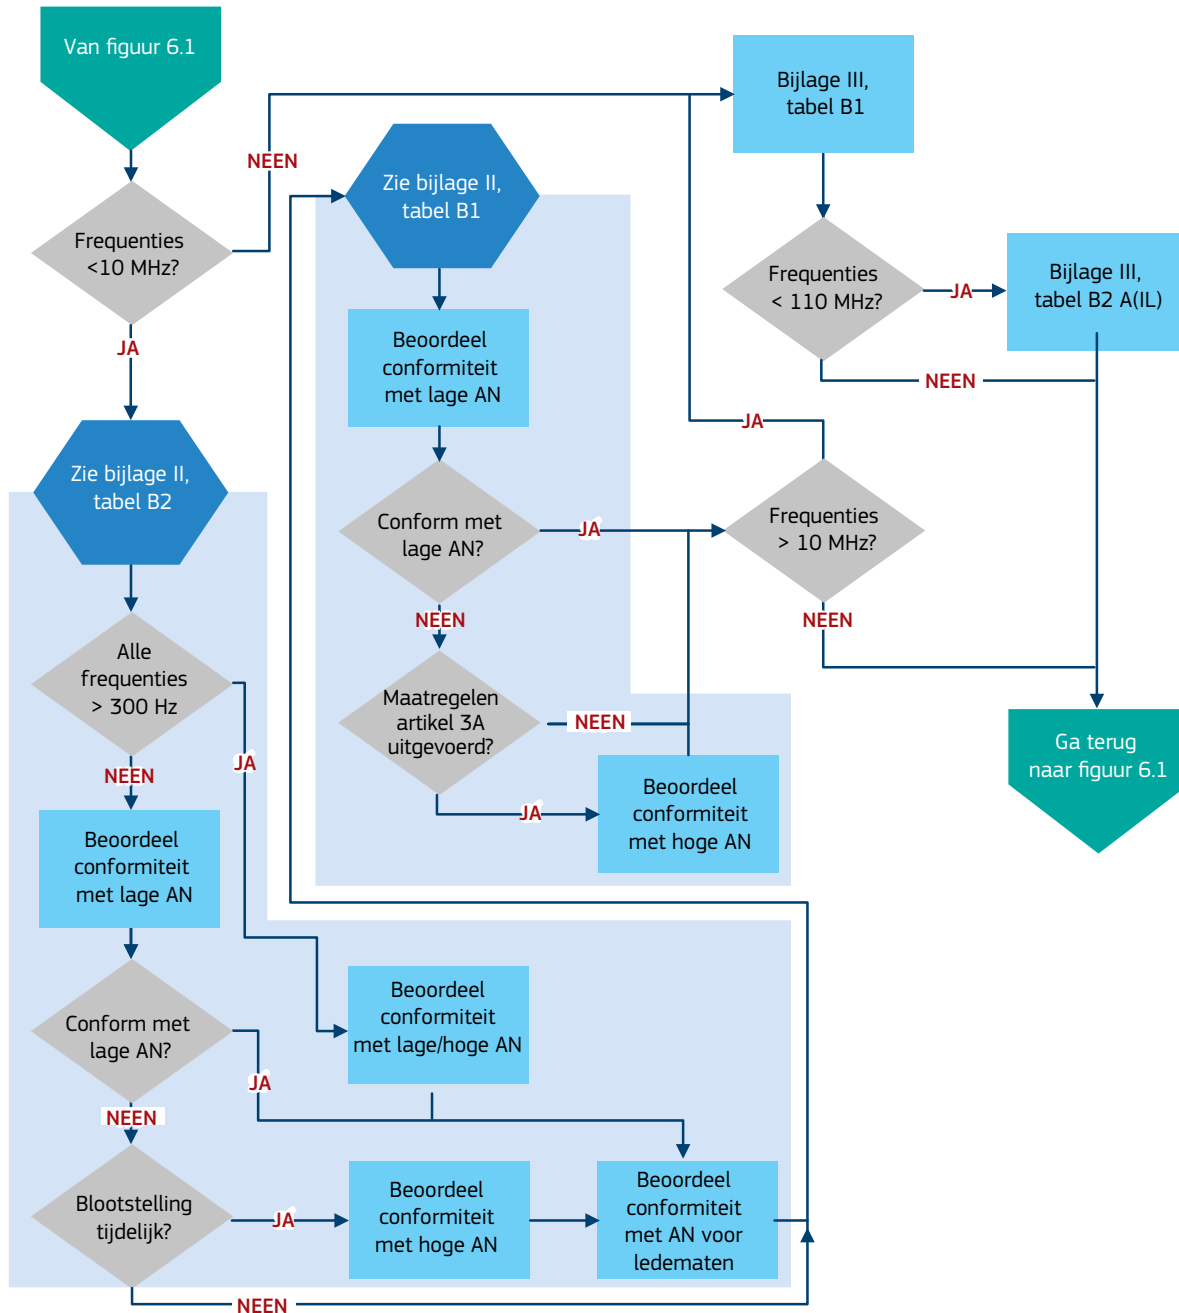 Van figuur 6.1
Frequenties
<10 MHz?
NEEN
JA
Zie bijlage II,
tabel B2
Alle
frequenties
> 300 Hz
JA
NEEN
Beoordeel
conformiteit
met lage AN
Conform met
lage AN?
JA
NEEN
Blootstelling
tijdelijk?
JA
NEEN
Beoordeel
conformiteit
met lage/hoge AN
Beoordeel
conformiteit
met hoge AN
Beoordeel
conformiteit
met AN voor
ledematen
Zie bijlage II,
tabel B1
Beoordeel
conformiteit
met lage AN
Conform met
lage AN?
JA
NEEN
Maatregelen
artikel 3A
uitgevoerd?
NEEN
JA
Beoordeel
conformiteit
met hoge AN
Frequenties
> 10 MHz?
JA
NEEN
Bijlage III,
tabel B1
Frequenties
< 110 MHz?
JA
NEEN
Bijlage III,
tabel B2 A(IL)
Ga terug
naar figuur 6.1